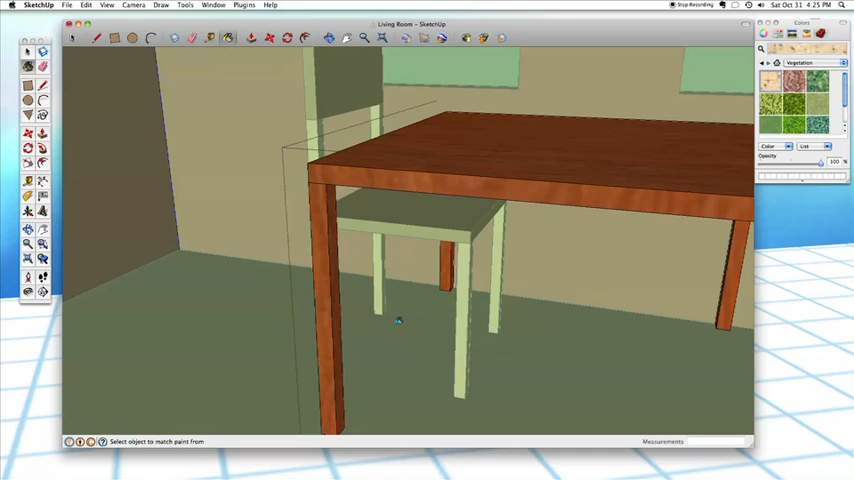 SketchUp File Edit View Camera Draw Tools Window Plugins Help
Stop Recording Sat Oct 31 4:25 PM
Living Room - SketchUp
Colors
Vegetation
Color List
Opacity
100
Select object to match paint from
Measurements